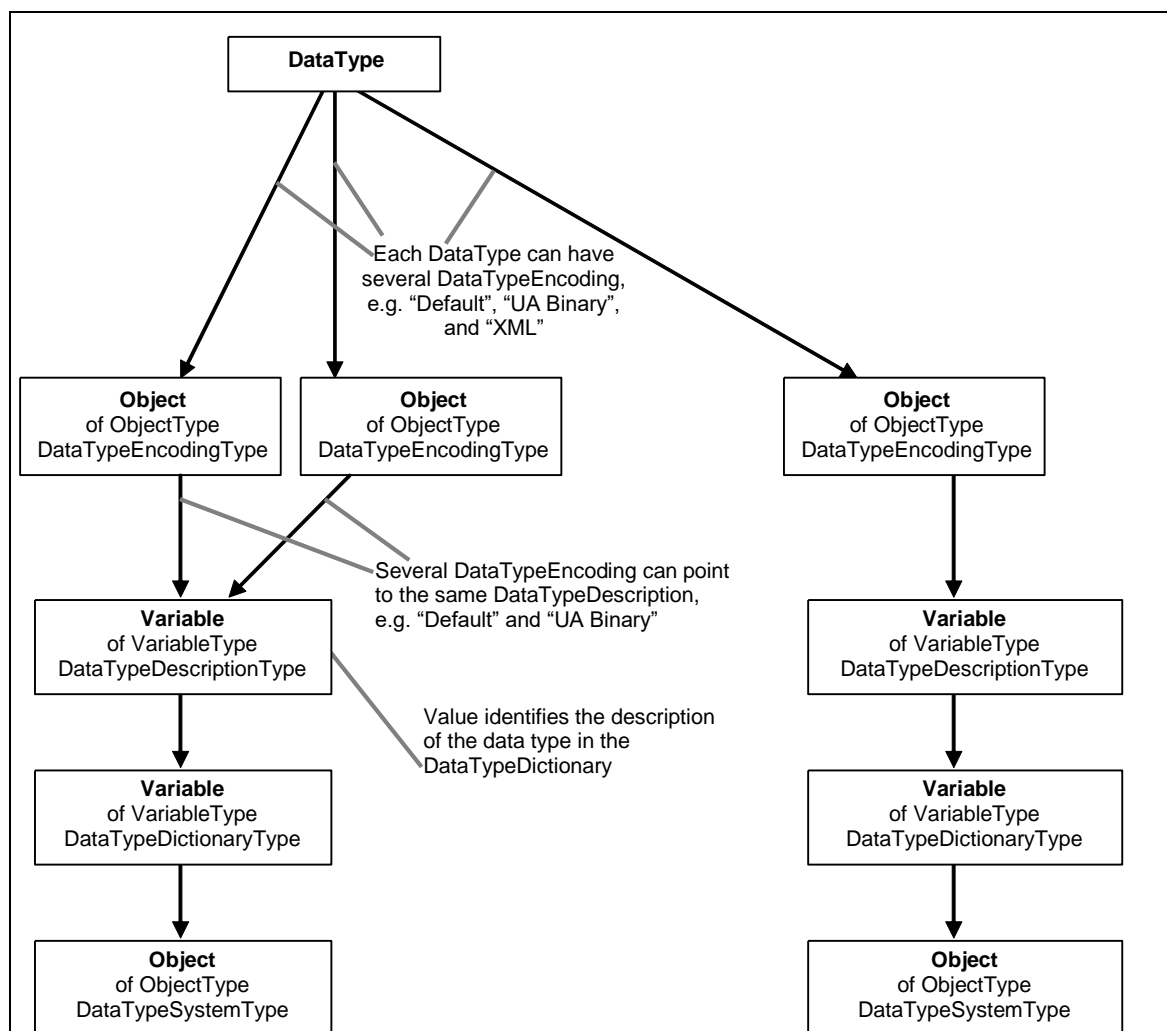 DataType
Each DataType can have
several DataTypeEncoding,
e.g. “Default”, “UA Binary”,
and “XML”
Object
of ObjectType
DataTypeEncodingType
Object
of ObjectType
DataTypeEncodingType
Object
of ObjectType
DataTypeEncodingType
Several DataTypeEncoding can point
to the same DataTypeDescription,
e.g. “Default” and “UA Binary”
Variable
of VariableType
DataTypeDescriptionType
Variable
of VariableType
DataTypeDescriptionType
Value identifies the description
of the data type in the
DataTypeDictionary
Variable
of VariableType
DataTypeDictionaryType
Variable
of VariableType
DataTypeDictionaryType
Object
of ObjectType
DataTypeSystemType
Object
of ObjectType
DataTypeSystemType